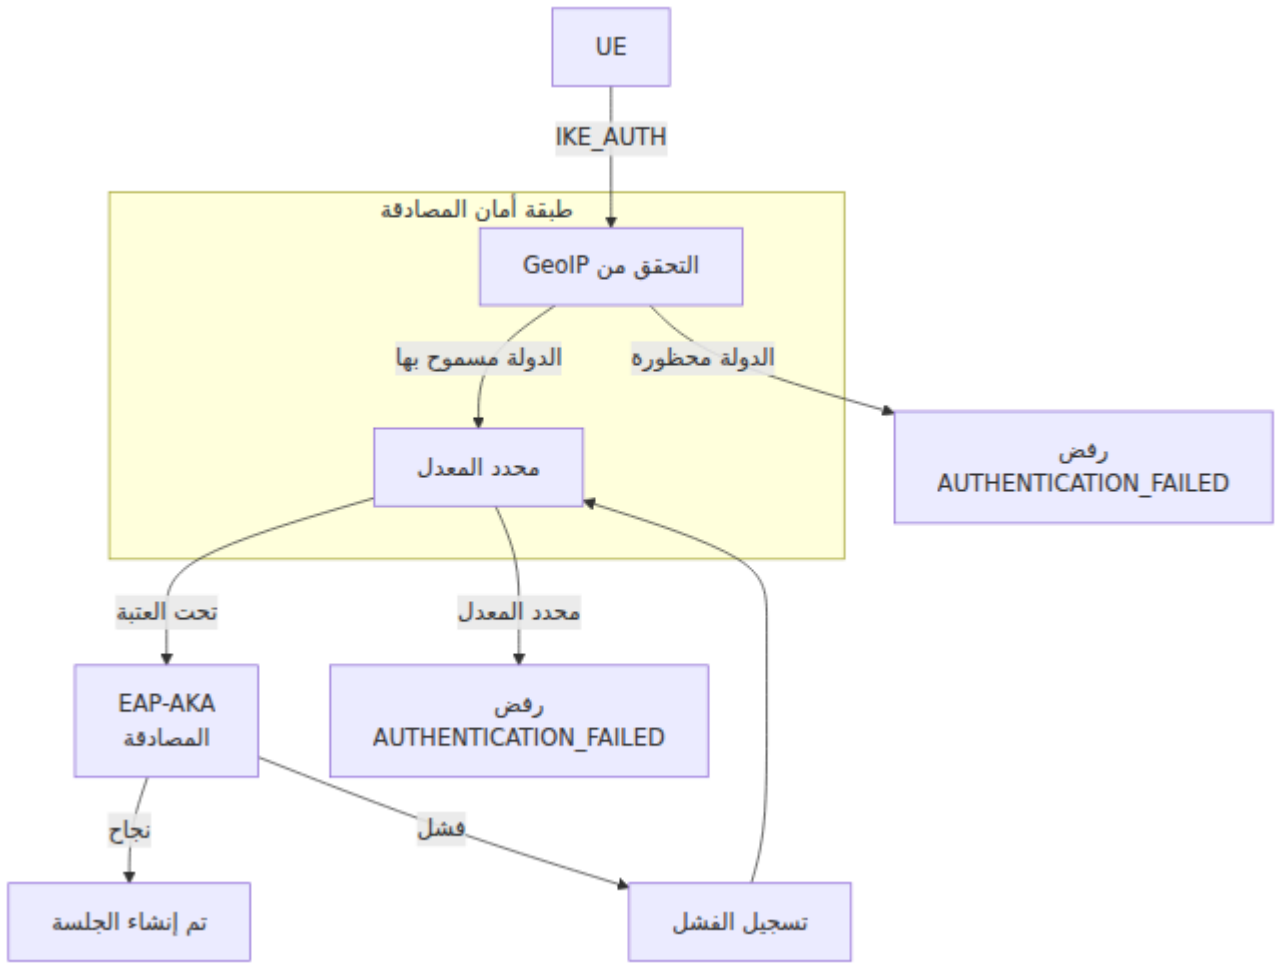 UE
IKE_AUTH
طبقة أمان المصادقة
التحقق من GeoIP
الدولة مسموح بها
الدولة محظورة
محدد المعدل
رفض
AUTHENTICATION_FAILED
تحت العتبة
محدد المعدل
EAP-AKA
المصادقة
رفض
AUTHENTICATION_FAILED
نجاح
فشل
تم إنشاء الجلسة
تسجيل الفشل